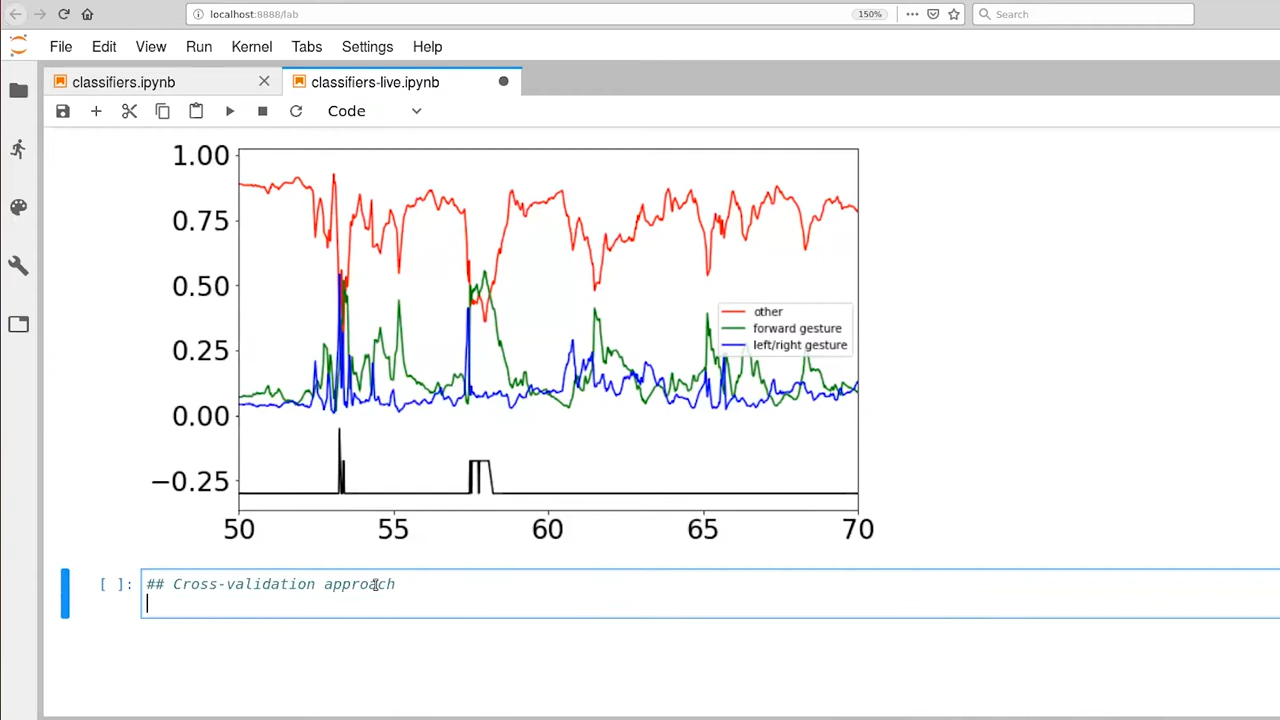 localhost:8888/lab
150%
Search
File Edit View Run Kernel Tabs Settings Help
classifiers.ipynb
classifiers-live.ipynb
Code
1.00
0.75
0.50
0.25
0.00
−0.25
other
forward gesture
left/right gesture
50 55 60 65 70
[ ]: ## Cross-validation approach